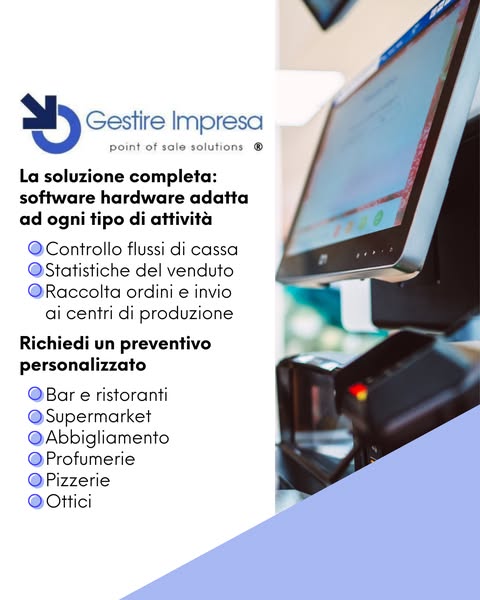 Gestire Impresa
point of sale solutions ®
La soluzione completa:
software hardware adatta
ad ogni tipo di attività
Controllo flussi di cassa
Statistiche del venduto
Raccolta ordini e invio
ai centri di produzione
Richiedi un preventivo
personalizzato
Bar e ristoranti
Supermarket
Abbigliamento
Profumerie
Pizzerie
Ottici